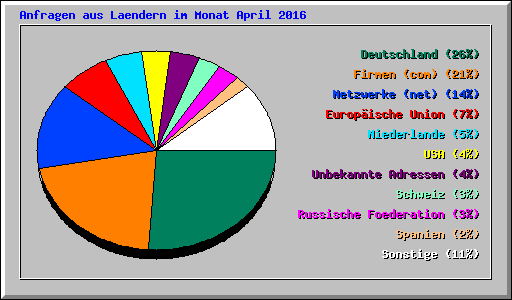 Anfragen aus Laendern im Monat April 2016
Deutschland (26%)
Firmen (com) (21%)
Netzwerke (net) (14%)
Europäische Union (7%)
Niederlande (5%)
USA (4%)
Unbekannte Adressen (4%)
Schweiz (3%)
Russische Foederation (3%)
Spanien (2%)
Sonstige (11%)